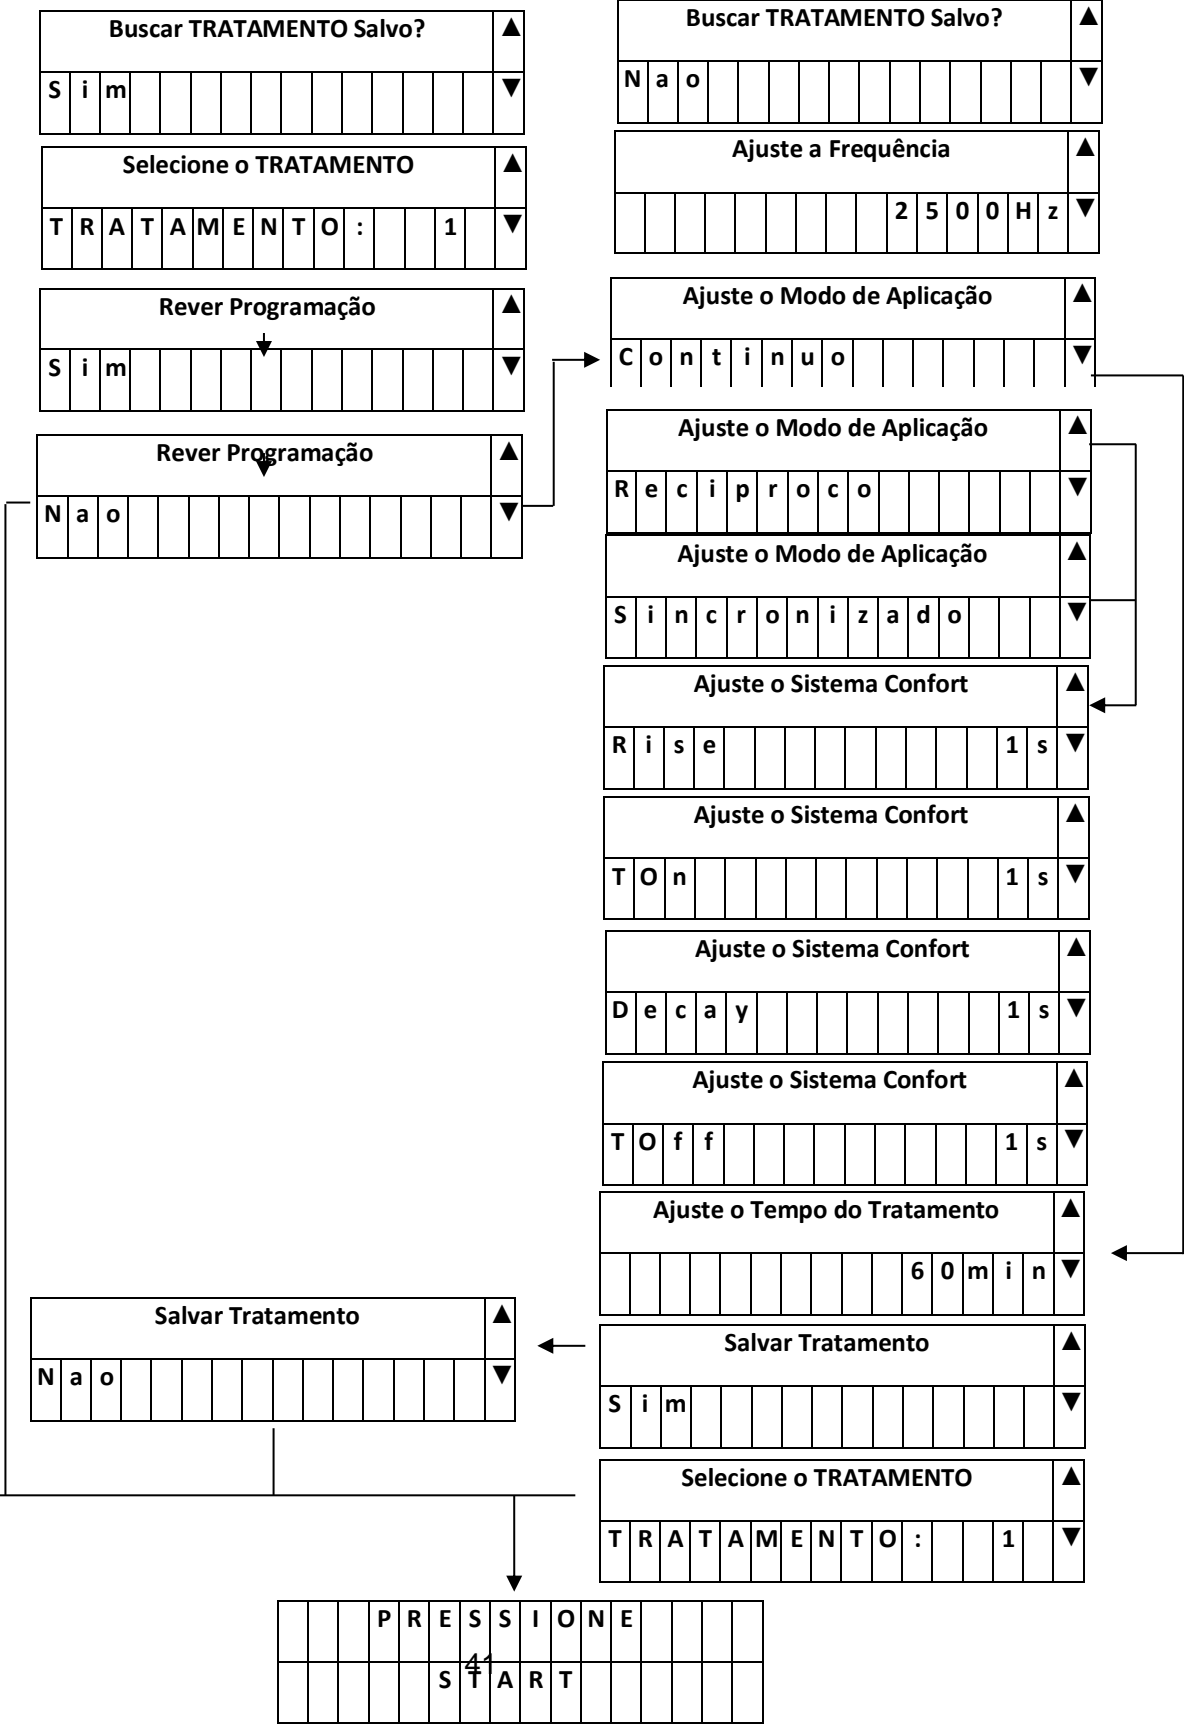 Buscar TRATAMENTO Salvo? ▲
Sim ▼
Selecione o TRATAMENTO ▲
TRATAMENTO: 1 ▼
Rever Programação ▲
Sim ▼
Rever Programação ▲
Nao ▼
Buscar TRATAMENTO Salvo? ▲
Nao ▼
Ajuste a Frequência ▲
2500Hz ▼
Ajuste o Modo de Aplicação ▲
Continuo ▼
Ajuste o Modo de Aplicação ▲
Reciproco ▼
Ajuste o Modo de Aplicação ▲
Sincronizado ▼
Ajuste o Sistema Confort ▲
Rise 1s ▼
Ajuste o Sistema Confort ▲
TOn 1s ▼
Ajuste o Sistema Confort ▲
Decay 1s ▼
Ajuste o Sistema Confort ▲
TOff 1s ▼
Ajuste o Tempo do Tratamento ▲
60min ▼
Salvar Tratamento ▲
Nao ▼
Salvar Tratamento ▲
Sim ▼
Selecione o TRATAMENTO ▲
TRATAMENTO: 1 ▼
PRESSIONE
START
41